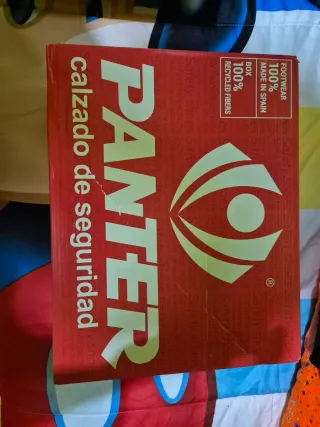 PANTER
calzado de seguridad
®
FOOTWEAR
100%
MADE IN SPAIN
BOX
100%
RECYCLED FIBERS